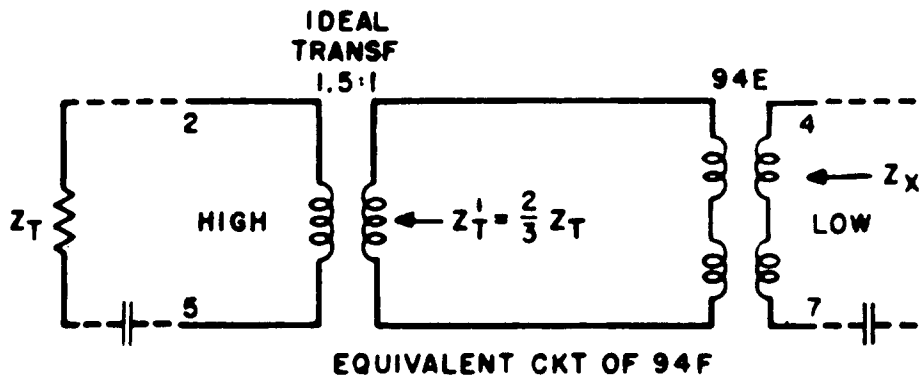 IDEAL
TRANSF
1.5:1
94E
2
4
Z_T
HIGH
Z'_T = 2/3 Z_T
Z_X
LOW
5
7
EQUIVALENT CKT OF 94F